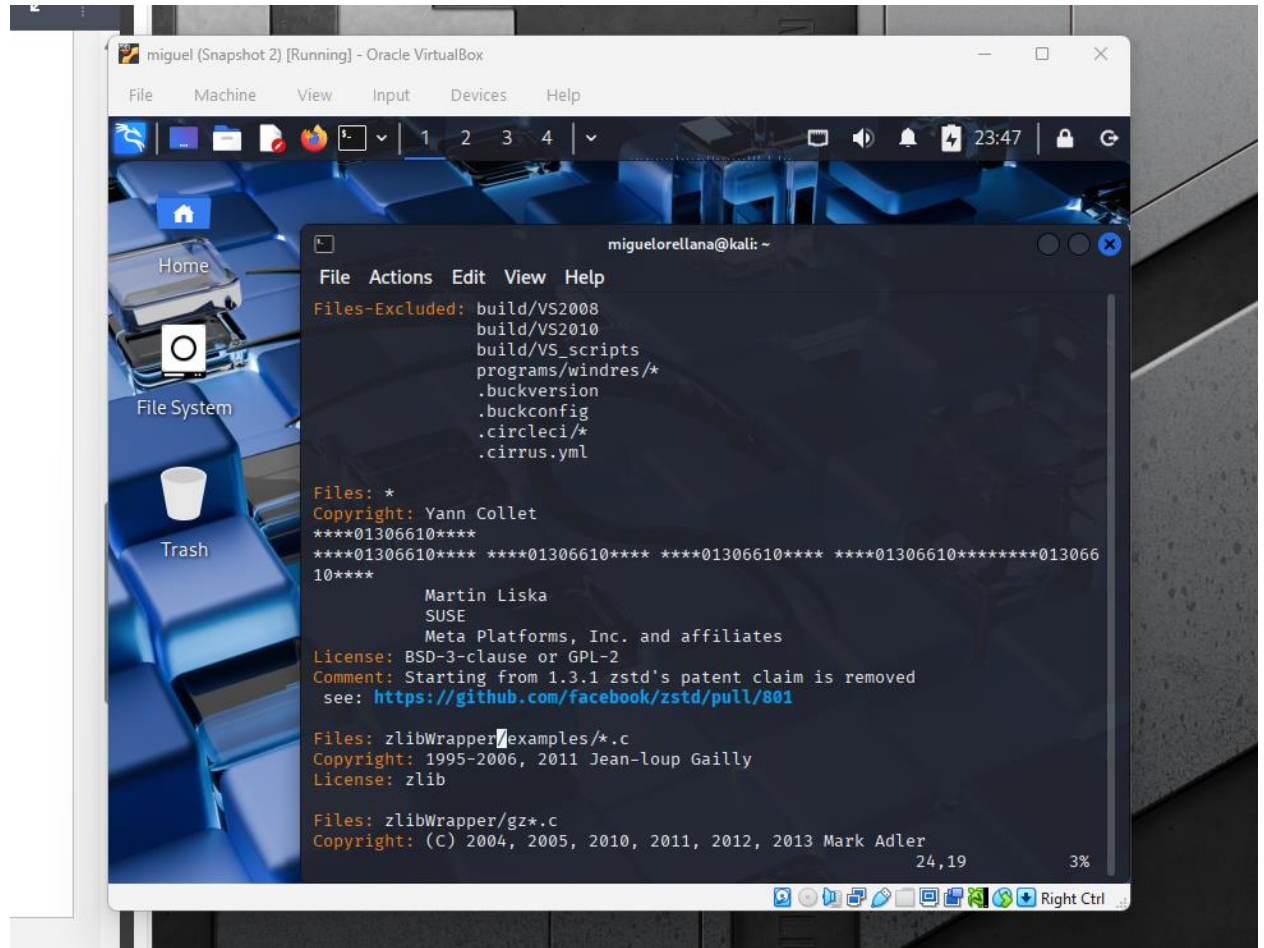 miguel (Snapshot 2) [Running] - Oracle VirtualBox
File Machine View Input Devices Help
1 2 3 4 23:47
Home
File System
Trash
miguelorellana@kali: ~
File Actions Edit View Help
Files-Excluded: build/VS2008
build/VS2010
build/VS_scripts
programs/windres/*
.buckversion
.buckconfig
.circleci/*
.cirrus.yml
Files: *
Copyright: Yann Collet
****01306610****
****01306610**** ****01306610**** ****01306610**** ****01306610********013066
10****
Martin Liska
SUSE
Meta Platforms, Inc. and affiliates
License: BSD-3-clause or GPL-2
Comment: Starting from 1.3.1 zstd's patent claim is removed
see: https://github.com/facebook/zstd/pull/801
Files: zlibWrapper/examples/*.c
Copyright: 1995-2006, 2011 Jean-loup Gailly
License: zlib
Files: zlibWrapper/gz*.c
Copyright: (C) 2004, 2005, 2010, 2011, 2012, 2013 Mark Adler
24,19 3%
Right Ctrl